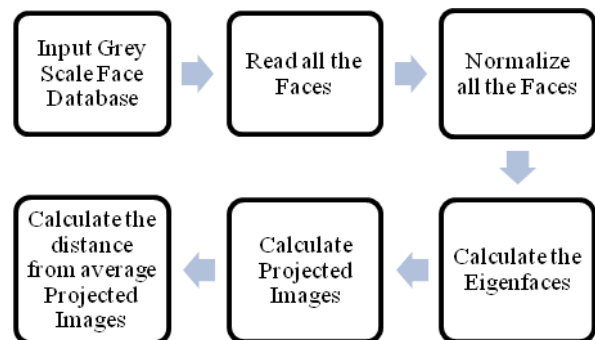 Input Grey
Scale Face
Database
Read all the
Faces
Normalize
all the Faces
Calculate the
Eigenfaces
Calculate
Projected
Images
Calculate the
distance
from average
Projected
Images